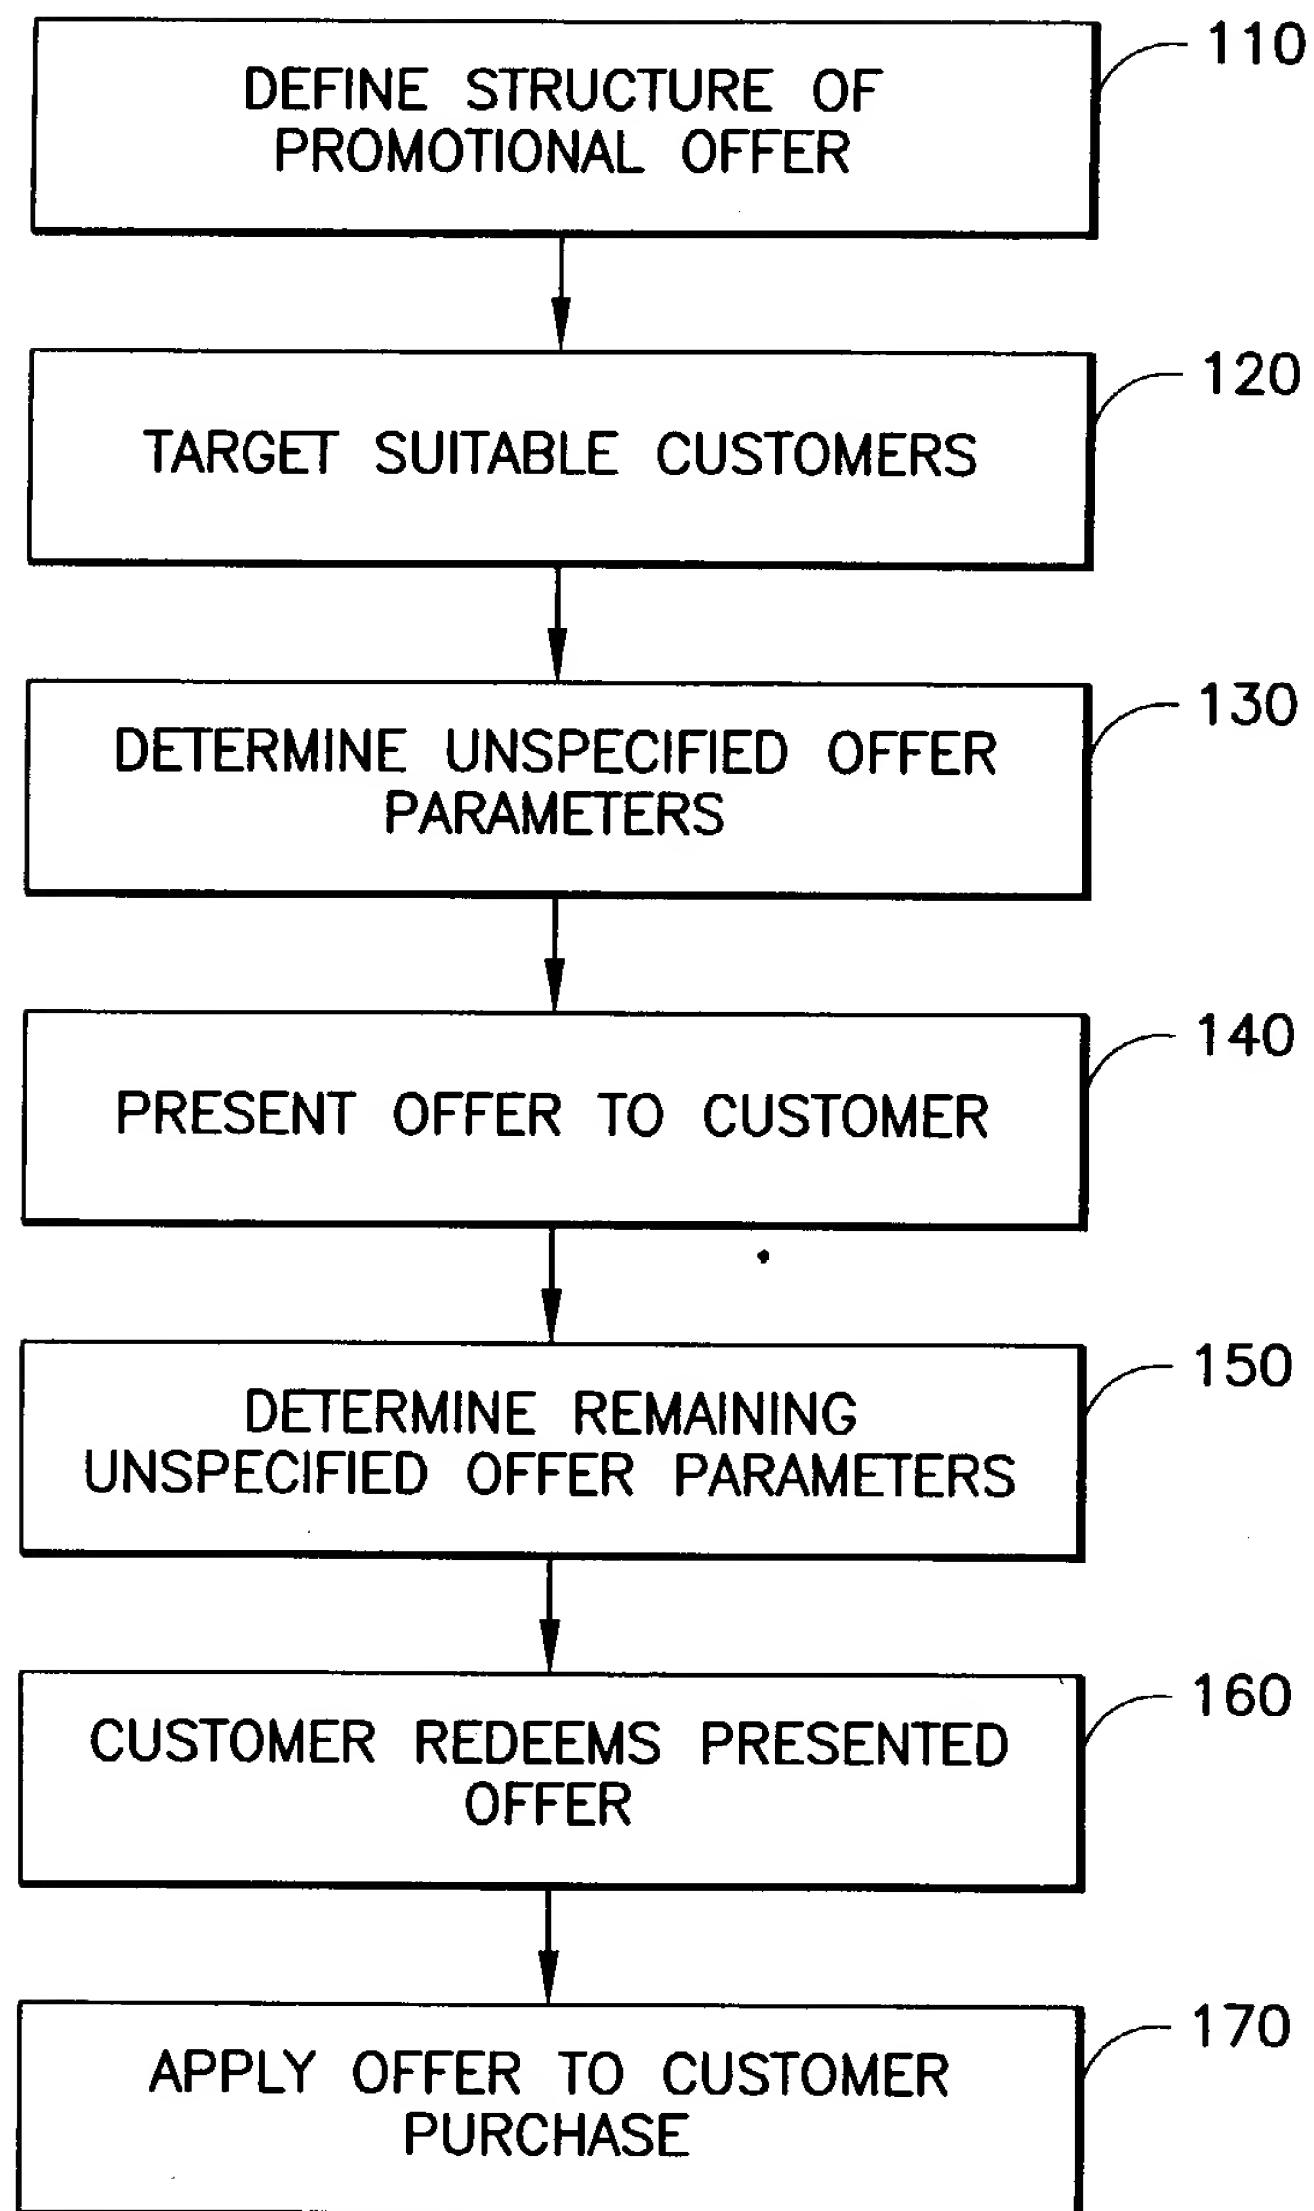 110
DEFINE STRUCTURE OF
PROMOTIONAL OFFER
120
TARGET SUITABLE CUSTOMERS
130
DETERMINE UNSPECIFIED OFFER
PARAMETERS
140
PRESENT OFFER TO CUSTOMER
150
DETERMINE REMAINING
UNSPECIFIED OFFER PARAMETERS
160
CUSTOMER REDEEMS PRESENTED
OFFER
170
APPLY OFFER TO CUSTOMER
PURCHASE